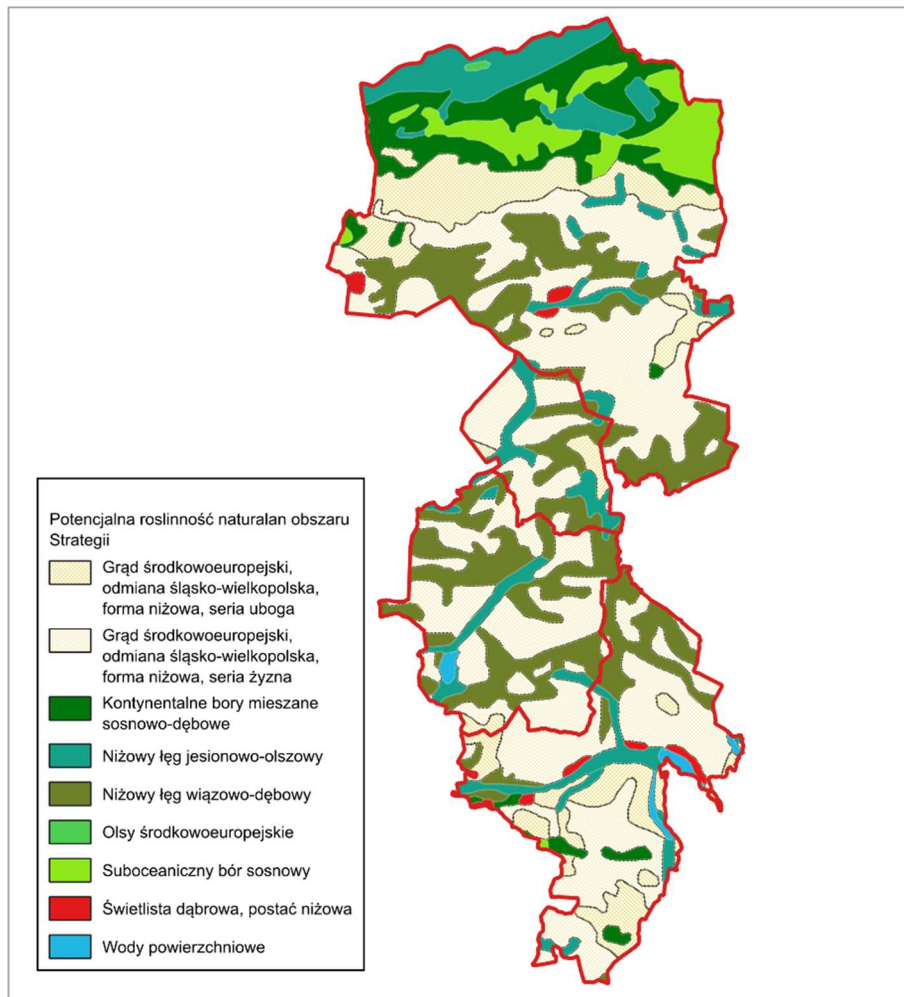 Potencjalna roslinność naturalan obszaru
Strategii
Grąd środkowoeuropejski,
odmiana śląsko-wielkopolska,
forma niżowa, seria uboga
Grąd środkowoeuropejski,
odmiana śląsko-wielkopolska,
forma niżowa, seria żyzna
Kontynentalne bory mieszane
sosnowo-dębowe
Niżowy łęg jesionowo-olszowy
Niżowy łęg wiązowo-dębowy
Olsy środkowoeuropejskie
Suboceaniczny bór sosnowy
Świetlista dąbrowa, postać niżowa
Wody powierzchniowe